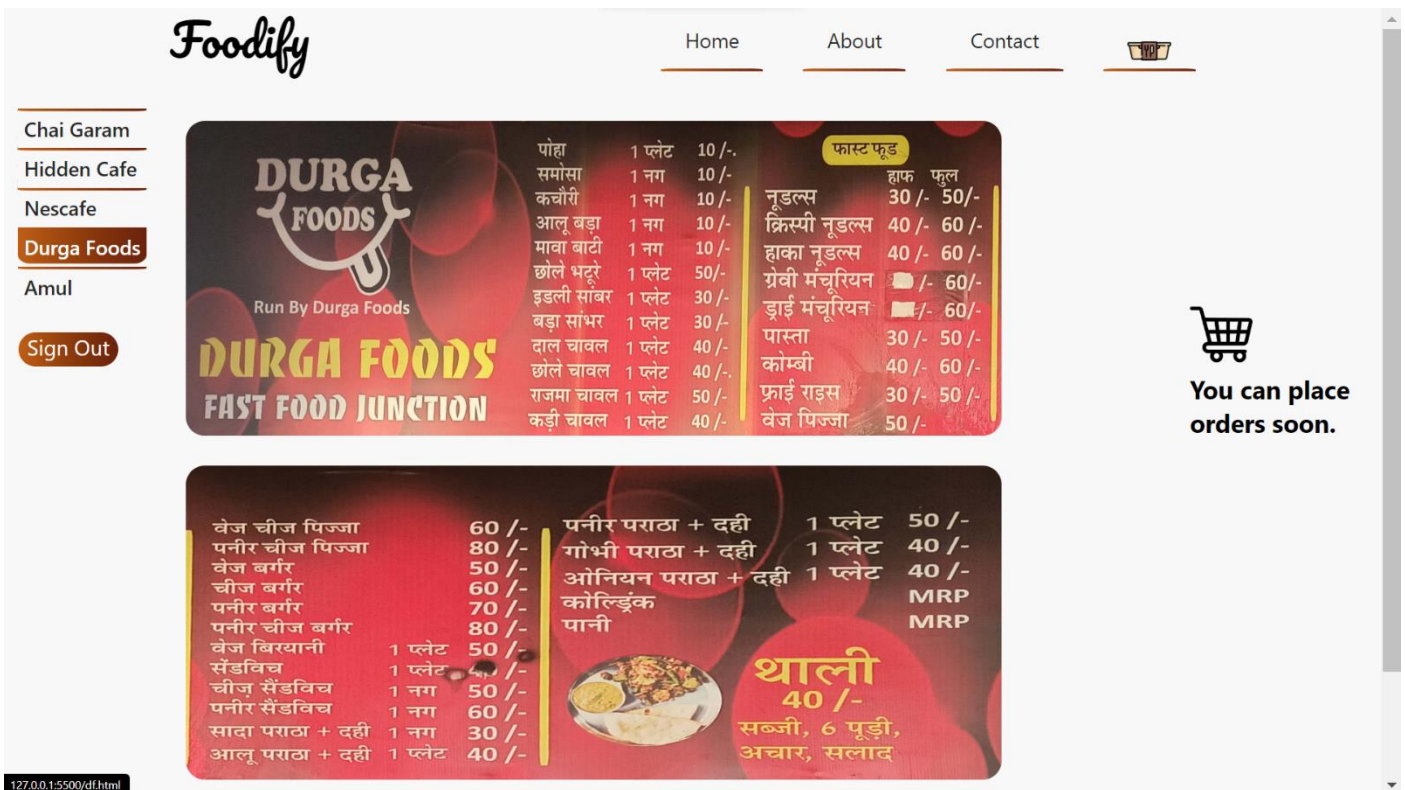 Foodify
Home About Contact
YP
Chai Garam
Hidden Cafe
Nescafe
Durga Foods
Amul
Sign Out
DURGA
FOODS
Run By Durga Foods
DURGA FOODS
FAST FOOD JUNCTION
पोहा 1 प्लेट 10 /-.
समोसा 1 नग 10 /-
कचौरी 1 नग 10 /-
आलू बड़ा 1 नग 10 /-
मावा बाटी 1 नग 10 /-
छोले भटूरे 1 प्लेट 50/-
इडली सांबर 1 प्लेट 30 /-
बड़ा सांभर 1 प्लेट 30 /-
दाल चावल 1 प्लेट 40 /-
छोले चावल 1 प्लेट 40 /-.
राजमा चावल 1 प्लेट 50 /-
कड़ी चावल 1 प्लेट 40 /-
फास्ट फूड
हाफ फुल
नूडल्स 30 /- 50/-
क्रिस्पी नूडल्स 40 /- 60 /-
हाका नूडल्स 40 /- 60 /-
ग्रेवी मंचूरियन /- 60/-
ड्राई मंचूरियन /- 60/-
पास्ता 30 /- 50 /-
कोम्बी 40 /- 60 /-
फ्राई राइस 30 /- 50 /-
वेज पिज्जा 50 /-
You can place
orders soon.
वेज चीज पिज्जा 60 /-
पनीर चीज पिज्जा 80 /-
वेज बर्गर 50 /-
चीज बर्गर 60 /-
पनीर बर्गर 70 /-
पनीर चीज बर्गर 80 /-
वेज बिरयानी 1 प्लेट 50 /-
सेंडविच 1 प्लेट /-
चीज़ सैंडविच 1 नग 50 /-
पनीर सैंडविच 1 नग 60 /-
सादा पराठा + दही 1 नग 30 /-
आलू पराठा + दही 1 प्लेट 40 /-
पनीर पराठा + दही 1 प्लेट 50 /-
गोभी पराठा + दही 1 प्लेट 40 /-
ओनियन पराठा + दही 1 प्लेट 40 /-
कोल्ड्रिंक MRP
पानी MRP
थाली
40 /-
सब्जी, 6 पूड़ी,
अचार, सलाद
127.0.0.1:5500/df.html